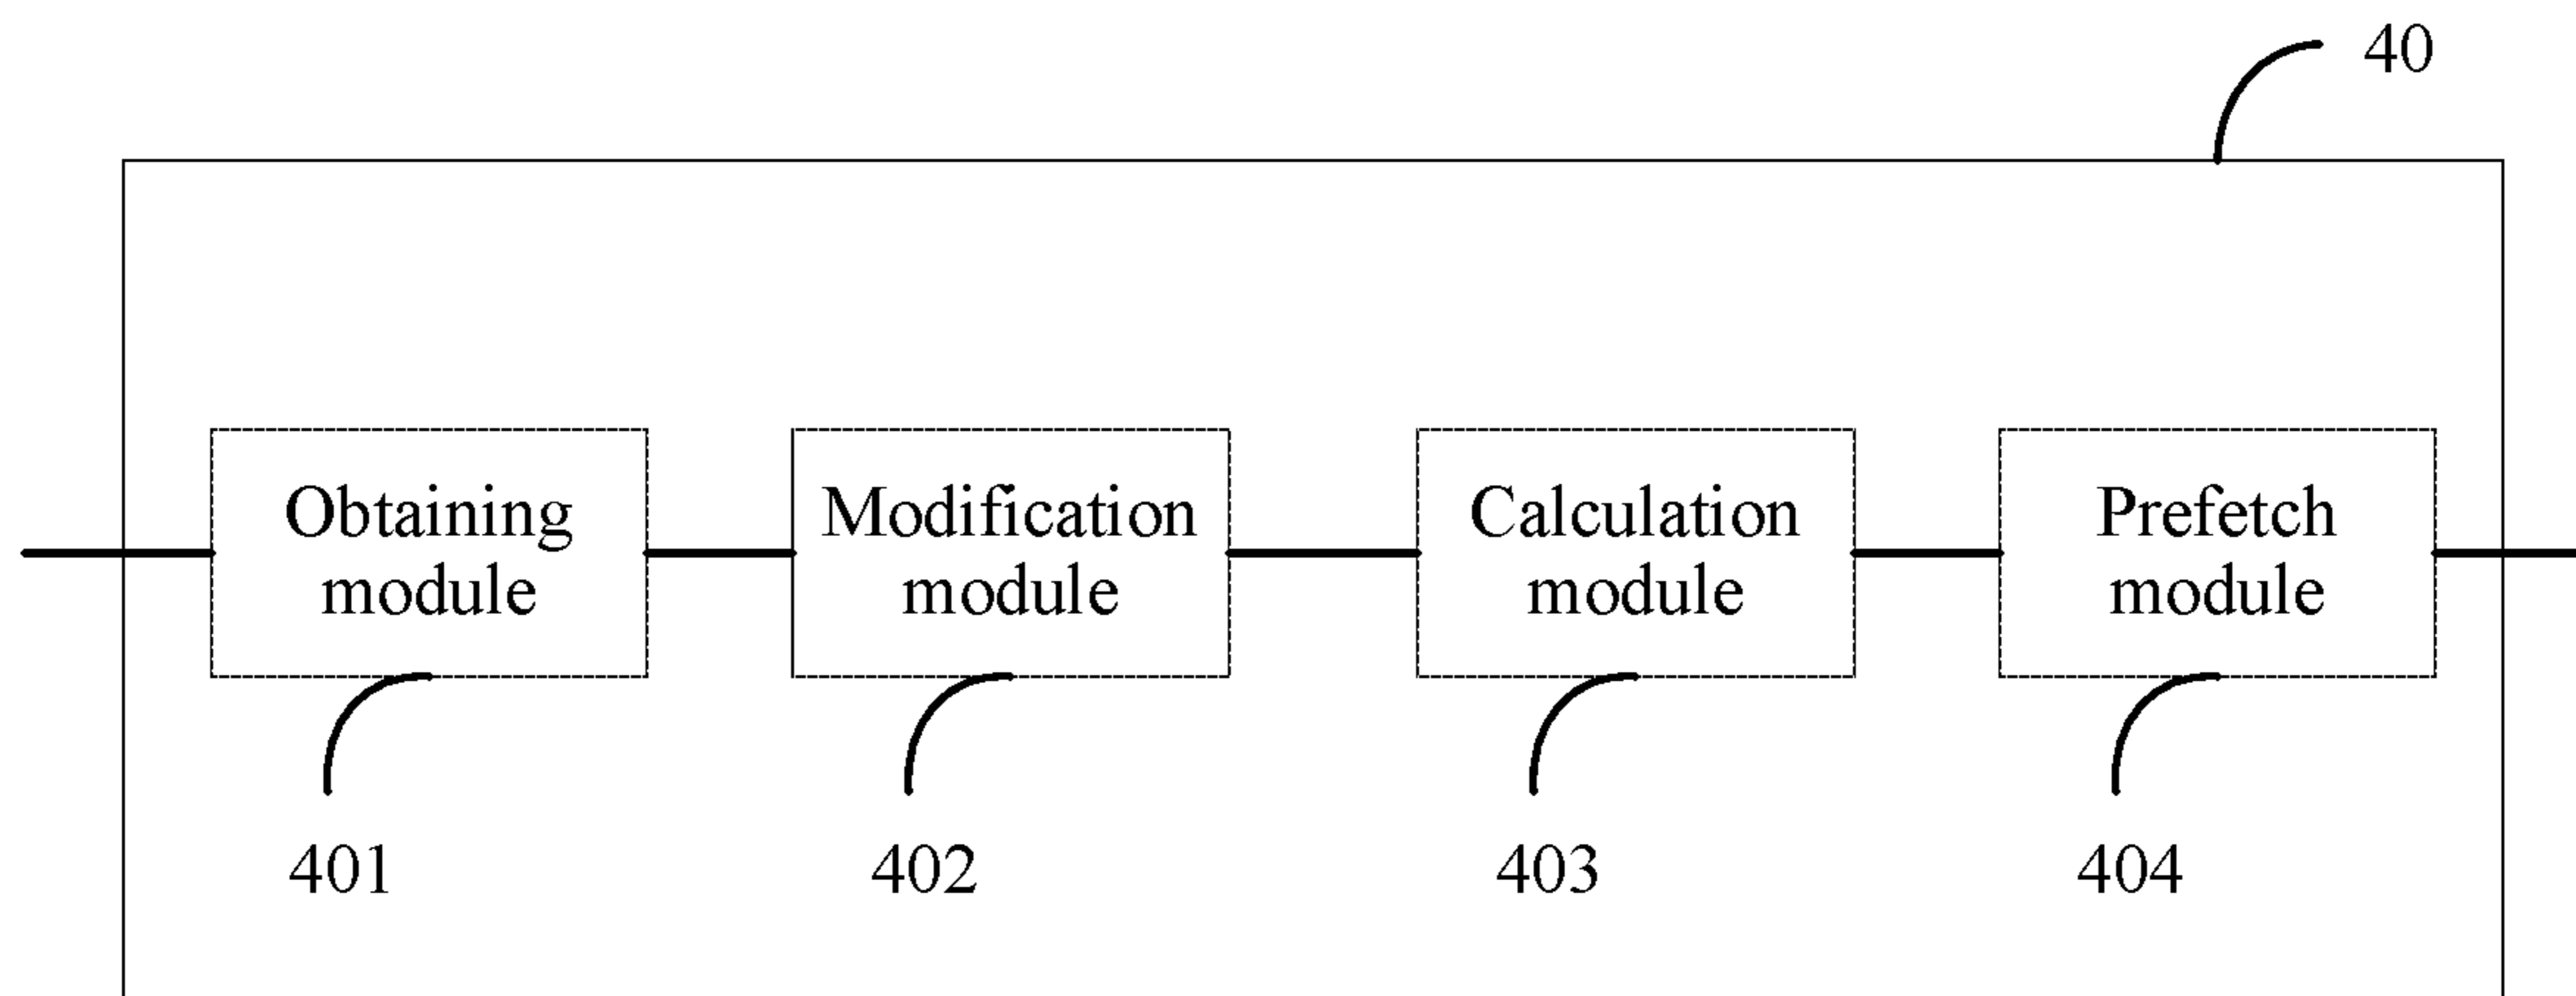 40
Obtaining
module
Modification
module
Calculation
module
Prefetch
module
401
402
403
404